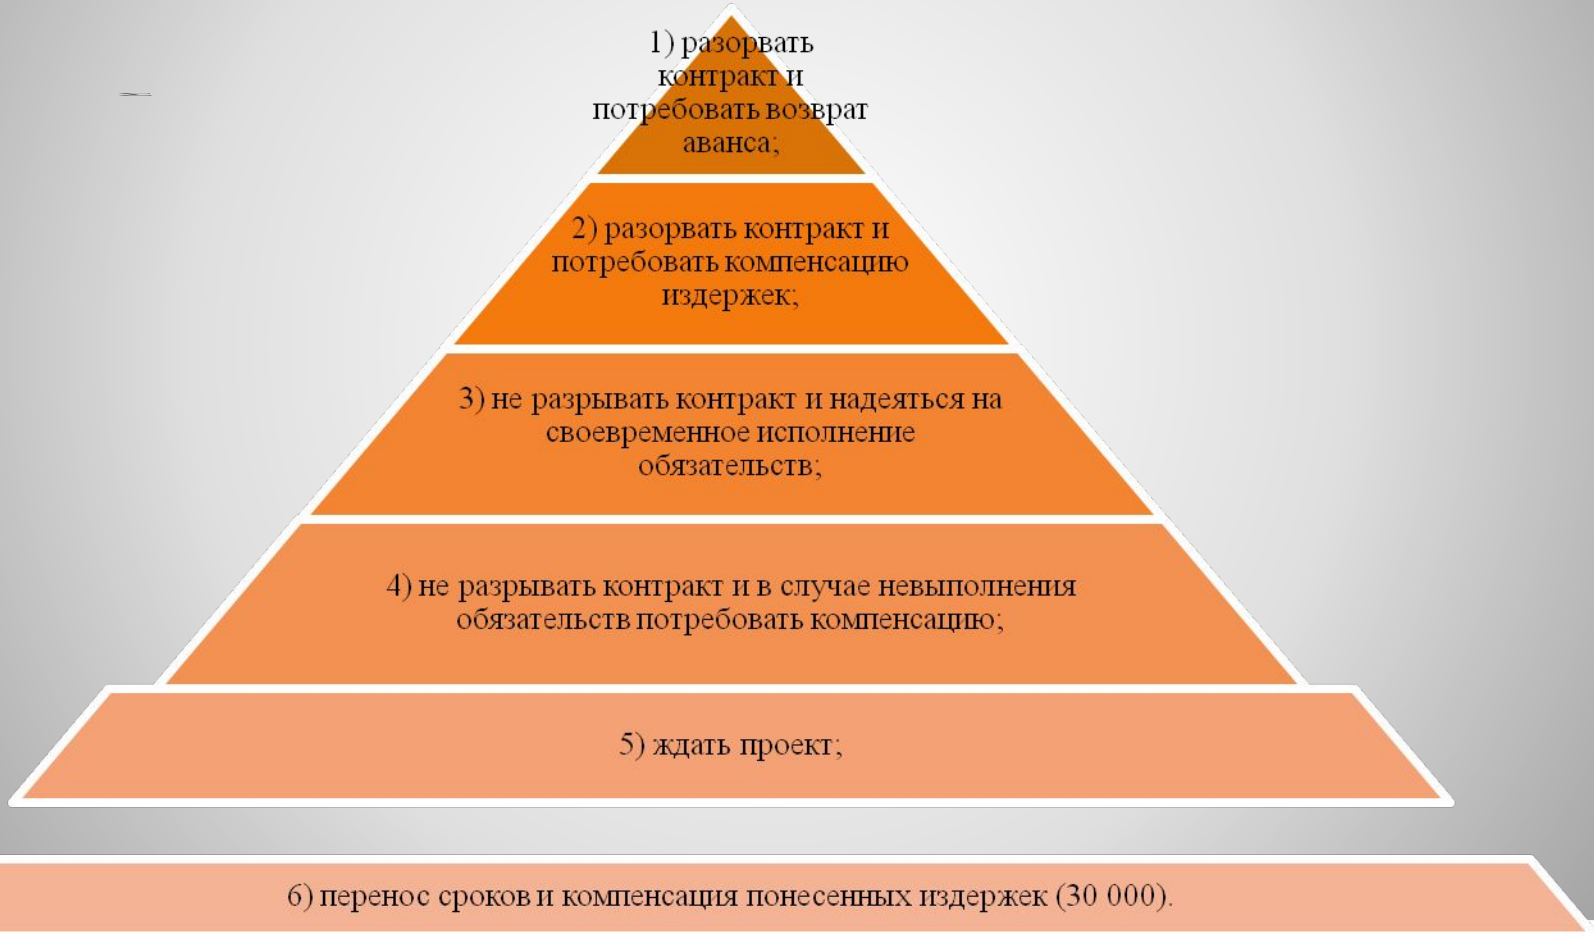 1) разорвать
контракт и
потребовать возврат
аванса;
2) разорвать контракт и
потребовать компенсацию
издержек;
3) не разрывать контракт и надеяться на
своевременное исполнение
обязательств;
4) не разрывать контракт и в случае невыполнения
обязательств потребовать компенсацию;
5) ждать проект;
6) перенос сроков и компенсация понесенных издержек (30 000).